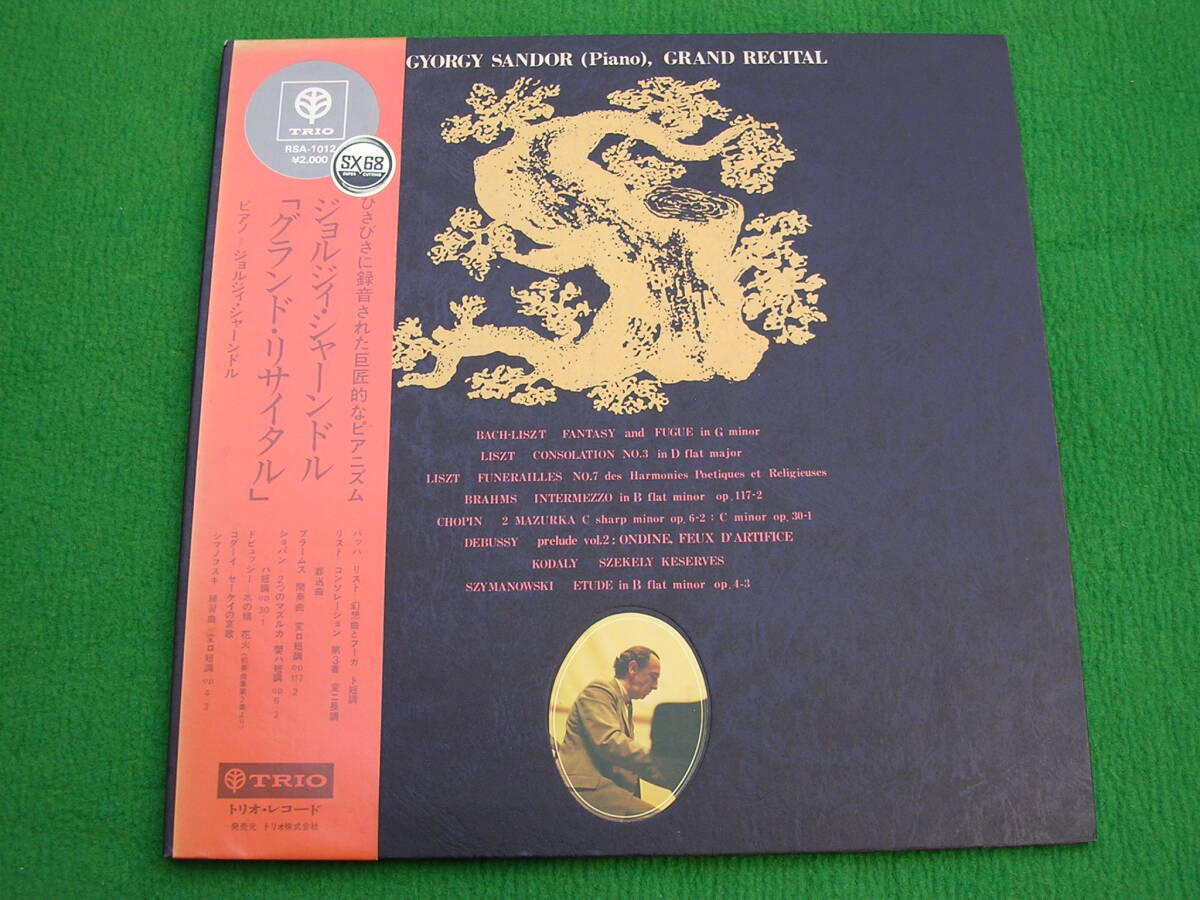 GYORGY SANDOR (Piano), GRAND RECITAL
TRIO
RSA-1012
¥2,000
SX68
SUPER CUTTING
ひさびさに録音された巨匠的なピアニズム
ジョルジィ・シャーンドル
「グランド・リサイタル」
ピアノ=ジョルジィ・シャーンドル
バッハ リスト 幻想曲とフーガ ト短調
リスト コンソレーション 第3番 変ニ長調
葬送曲
ブラームス 間奏曲 変ロ短調 op 117-2
ショパン 2つのマズルカ 嬰ハ短調 op 6-2
ハ短調 op 30-1
ドビュッシー 水の精 花火 (前奏曲集第2巻より)
コダーイ セーケイの哀歌
シマノフスキ 練習曲 変ロ短調 op 4-3
TRIO
トリオ・レコード
発売元 トリオ株式会社
BACH-LISZT FANTASY and FUGUE in G minor
LISZT CONSOLATION NO.3 in D flat major
LISZT FUNERAILLES NO.7 des Harmonies Poetiques et Religieuses
BRAHMS INTERMEZZO in B flat minor op.117-2
CHOPIN 2 MAZURKA C sharp minor op.6-2 : C minor op.30-1
DEBUSSY prelude vol.2 : ONDINE, FEUX D'ARTIFICE
KODALY SZEKELY KESERVES
SZYMANOWSKI ETUDE in B flat minor op.4-3